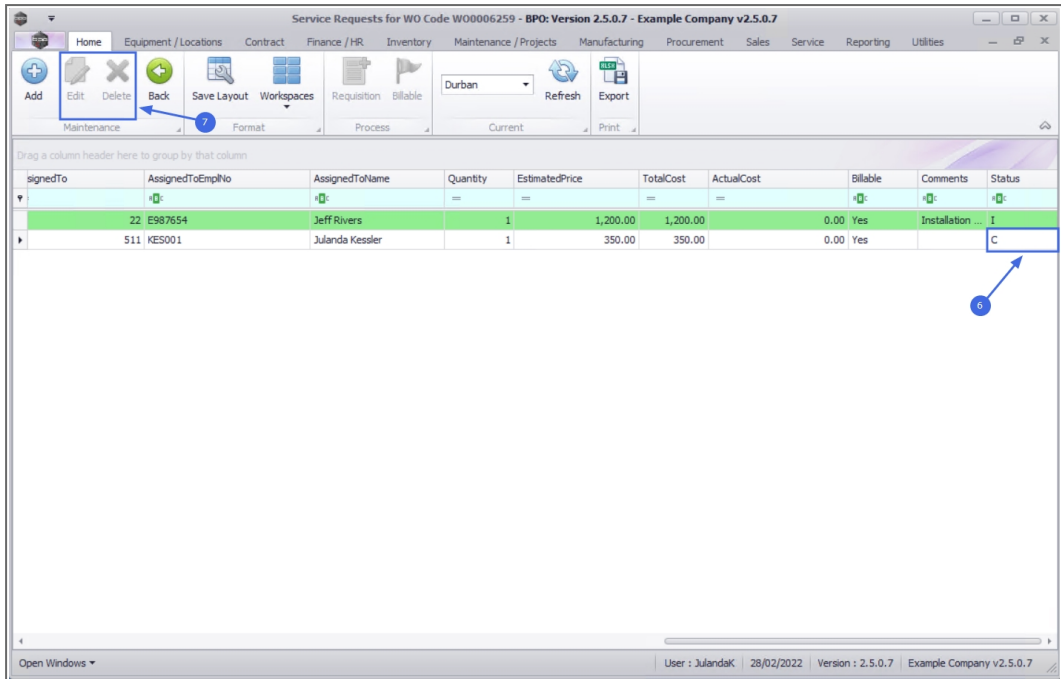 Service Requests for WO Code WO0006259 - BPO: Version 2.5.0.7 - Example Company v2.5.0.7
Home Equipment / Locations Contract Finance / HR Inventory Maintenance / Projects Manufacturing Procurement Sales Service Reporting Utilities
Add Edit Delete Back Save Layout Workspaces Requisition Billable Durban Refresh Export
7
Maintenance Format Process Current Print
Drag a column header here to group by that column
signedTo AssignedToEmplNo AssignedToName Quantity EstimatedPrice TotalCost ActualCost Billable Comments Status
22 E987654 Jeff Rivers 1 1,200.00 1,200.00 0.00 Yes Installation ... I
511 KES001 Julanda Kessler 1 350.00 350.00 0.00 Yes C
6
Open Windows User : JulandaK 28/02/2022 Version : 2.5.0.7 Example Company v2.5.0.7